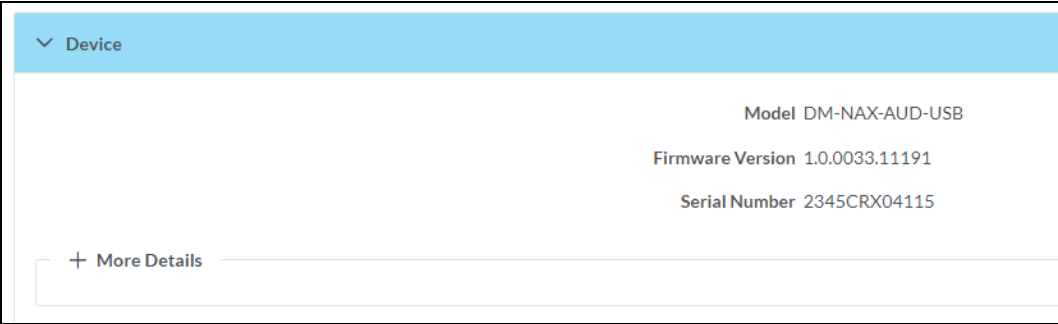 Device
Model DM-NAX-AUD-USB
Firmware Version 1.0.0033.11191
Serial Number 2345CRX04115
+ More Details